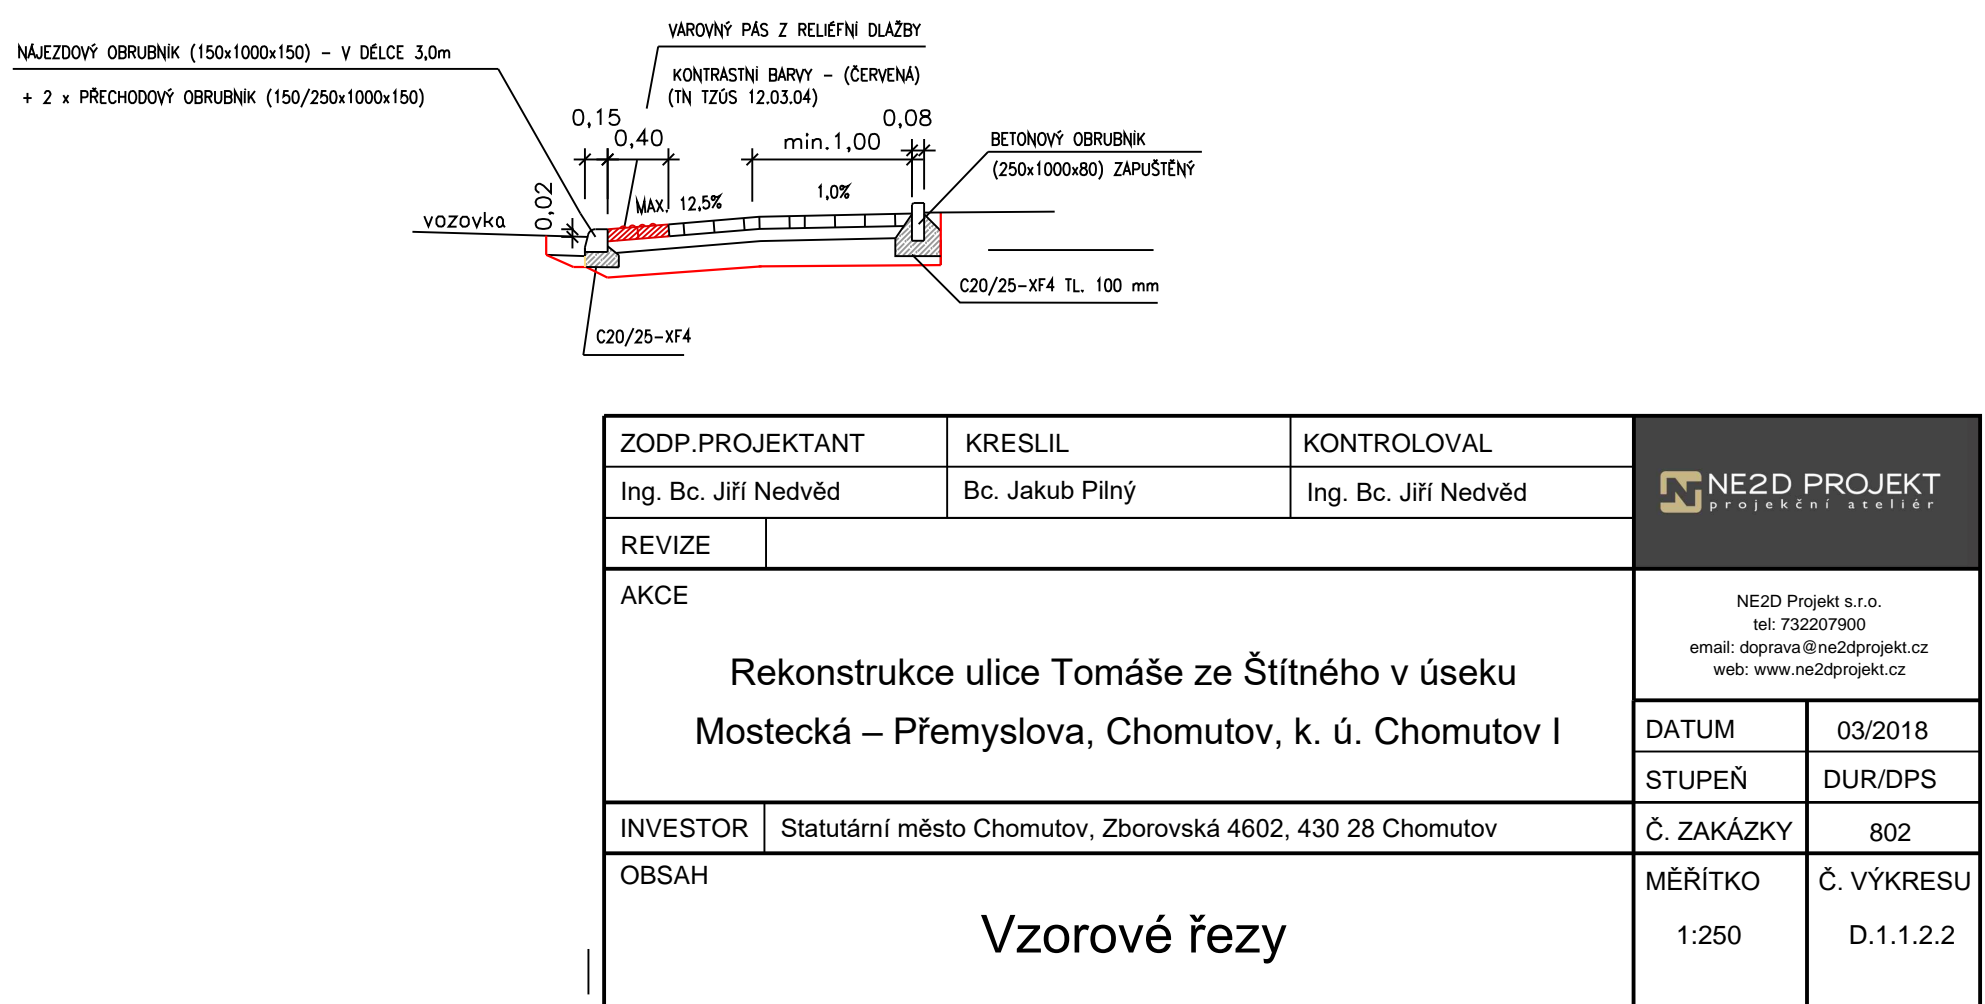 VAROVNÝ PÁS Z RELIÉFNÍ DLAŽBY
NÁJEZDOVÝ OBRUBNÍK (150x1000x150) – V DÉLCE 3,0m
KONTRASTNÍ BARVY – (ČERVENÁ)
+ 2 x PŘECHODOVÝ OBRUBNÍK (150/250x1000x150)
(TN TZÚS 12.03.04)
0,15
0,08
0,40
min.1,00
BETONOVÝ OBRUBNÍK
(250x1000x80) ZAPUŠTĚNÝ
0,02
MAX. 12,5%
1,0%
vozovka
C20/25-XF4 TL. 100 mm
C20/25-XF4
ZODP.PROJEKTANT KRESLIL KONTROLOVAL
Ing. Bc. Jiří Nedvěd Bc. Jakub Pilný Ing. Bc. Jiří Nedvěd
NE2D PROJEKT
projekční ateliér
REVIZE
AKCE
Rekonstrukce ulice Tomáše ze Štítného v úseku
Mostecká – Přemyslova, Chomutov, k. ú. Chomutov I
NE2D Projekt s.r.o.
tel: 732207900
email: doprava@ne2dprojekt.cz
web: www.ne2dprojekt.cz
DATUM 03/2018
STUPEŇ DUR/DPS
INVESTOR Statutární město Chomutov, Zborovská 4602, 430 28 Chomutov
Č. ZAKÁZKY 802
OBSAH
Vzorové řezy
MĚŘÍTKO Č. VÝKRESU
1:250 D.1.1.2.2